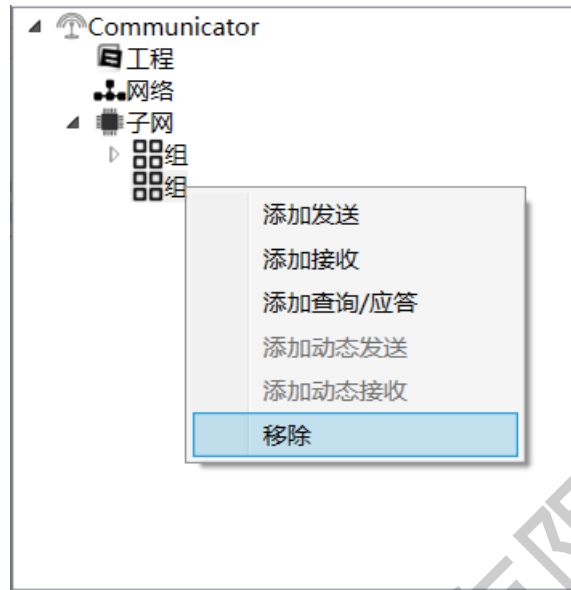 Communicator
工程
网络
子网
组
组
添加发送
添加接收
添加查询/应答
添加动态发送
添加动态接收
移除